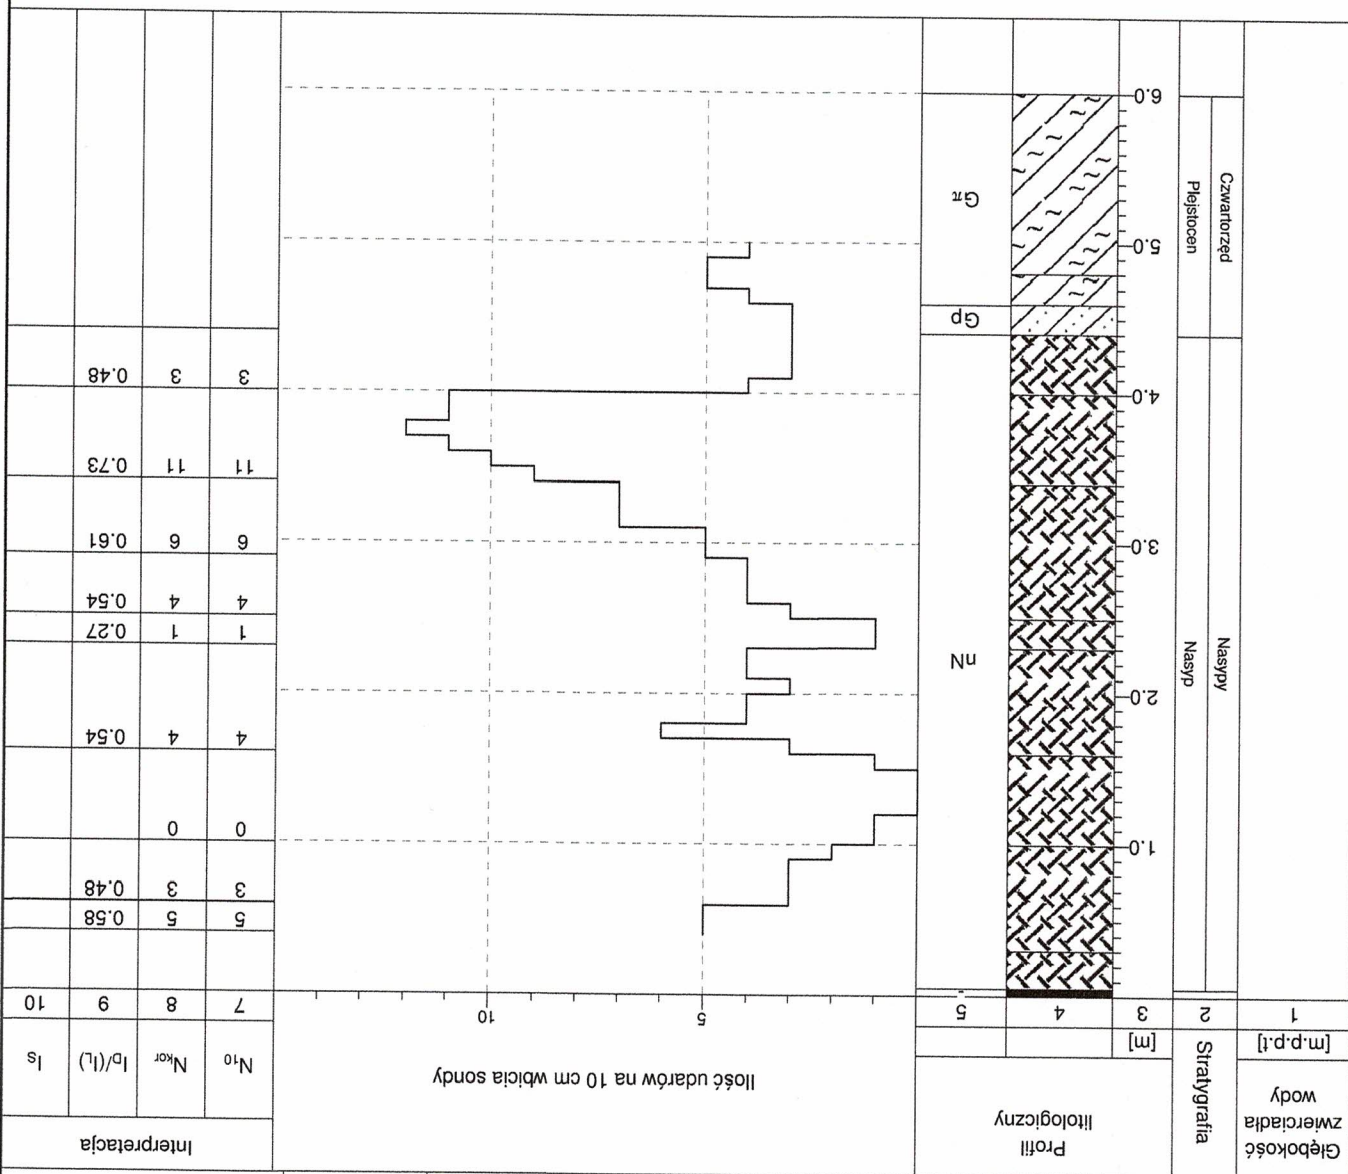 Głębokość
zwierciadła
wody
[m.p.p.t]
Stratygrafia
[m]
Profil
litologiczny
Ilość udarów na 10 cm wbicia sondy
Interpretacja
N10
Nkor
ID/(IL)
IS
1
2
3
4
5
5
10
7
8
9
10
-
5 5 0.58
3 3 0.48
1.0
0 0
4 4 0.54
2.0
Nasypy
Nasyp
nN
1 1 0.27
4 4 0.54
3.0
6 6 0.61
11 11 0.73
4.0
3 3 0.48
Gp
5.0
Czwartorzęd
Plejstocen
Gπ
6.0